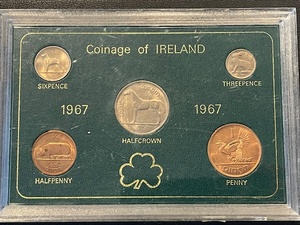 Coinage of IRELAND
SIXPENCE
THREEPENCE
1967
1967
HALFCROWN
HALFPENNY
PENNY